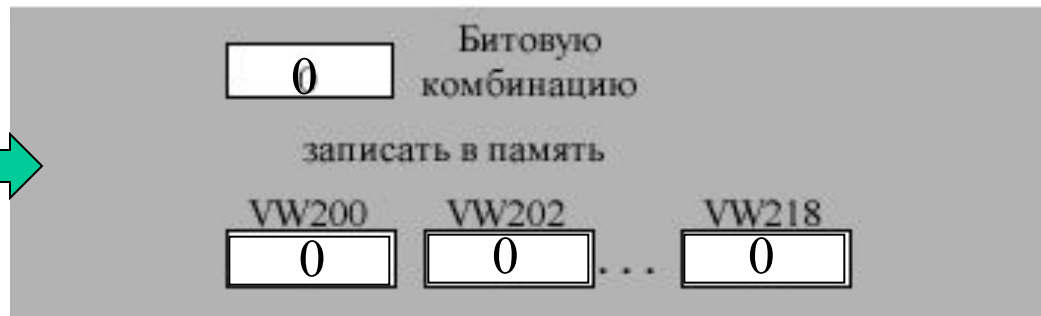 Битовую
0 комбинацию
записать в память
VW200 VW202 VW218
0 0 ... 0